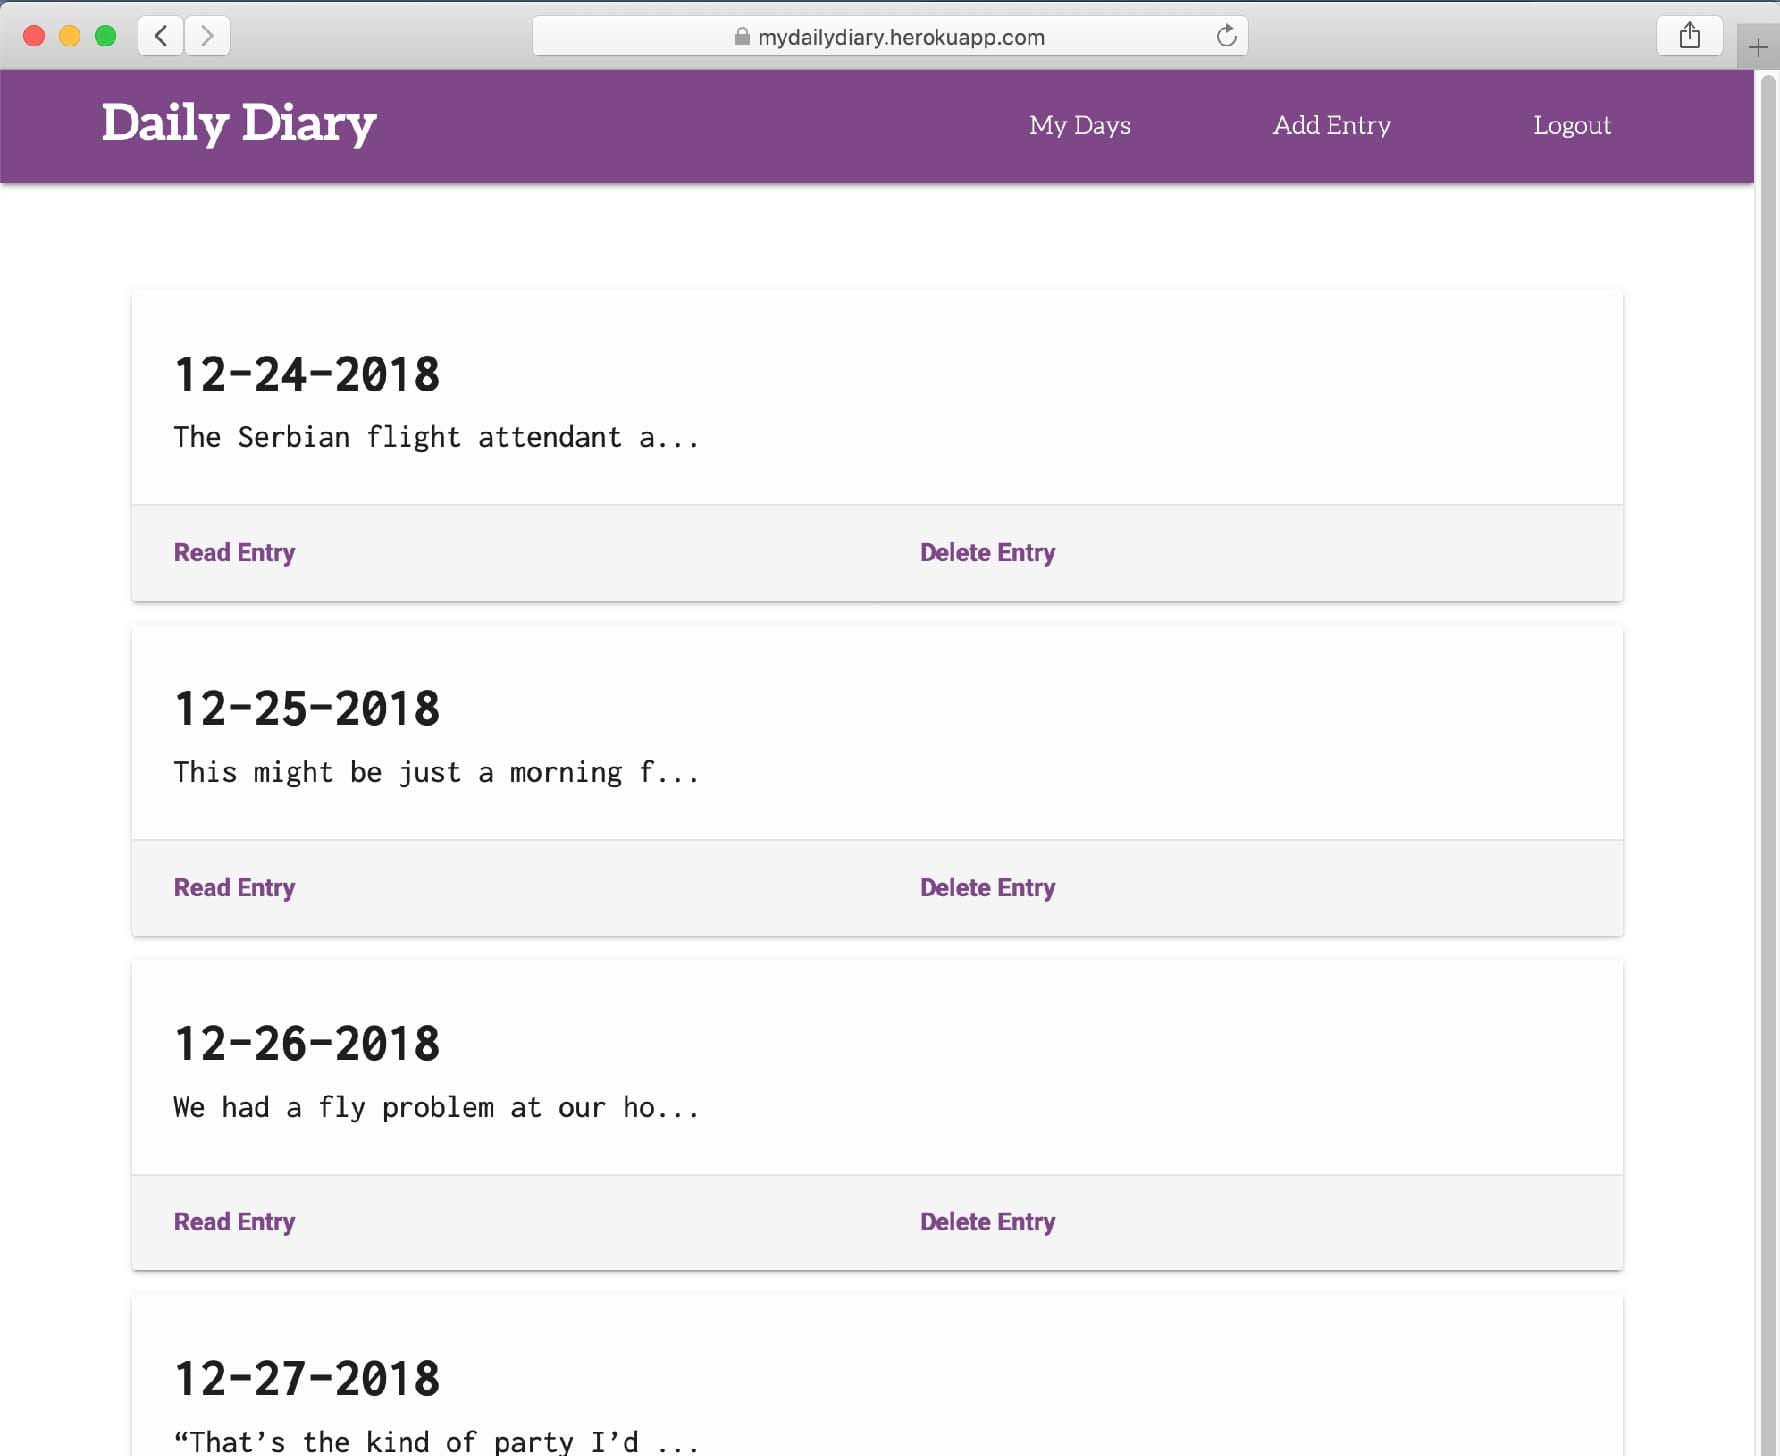 mydailydiary.herokuapp.com
Daily Diary
My Days
Add Entry
Logout
12-24-2018
The Serbian flight attendant a...
Read Entry
Delete Entry
12-25-2018
This might be just a morning f...
Read Entry
Delete Entry
12-26-2018
We had a fly problem at our ho...
Read Entry
Delete Entry
12-27-2018
“That’s the kind of party I’d ...